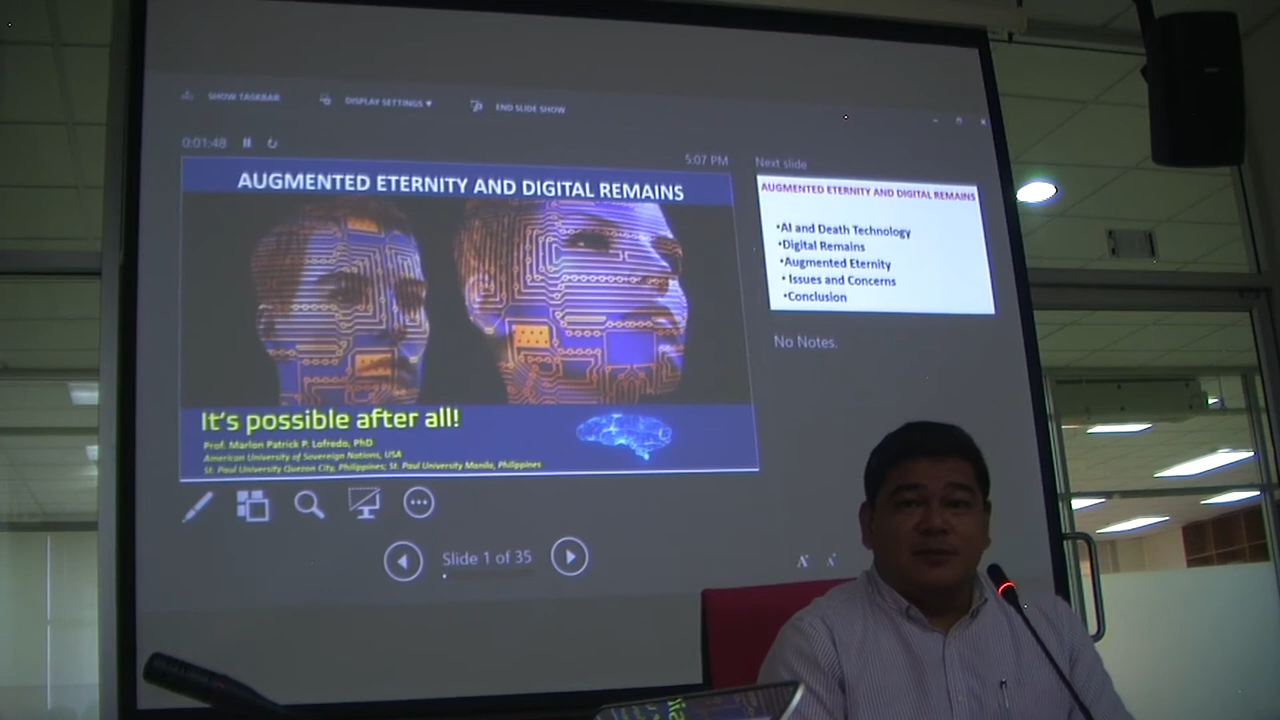 SHOW TASKBAR
DISPLAY SETTINGS ▼
END SLIDE SHOW
0:01:48
5:07 PM
AUGMENTED ETERNITY AND DIGITAL REMAINS
It's possible after all!
Prof. Marlon Patrick P. Lofredo, PhD
American University of Sovereign Nations, USA
St. Paul University Quezon City, Philippines; St. Paul University Manila, Philippines
Next slide
AUGMENTED ETERNITY AND DIGITAL REMAINS
•AI and Death Technology
•Digital Remains
•Augmented Eternity
• Issues and Concerns
•Conclusion
No Notes.
Slide 1 of 35
A A